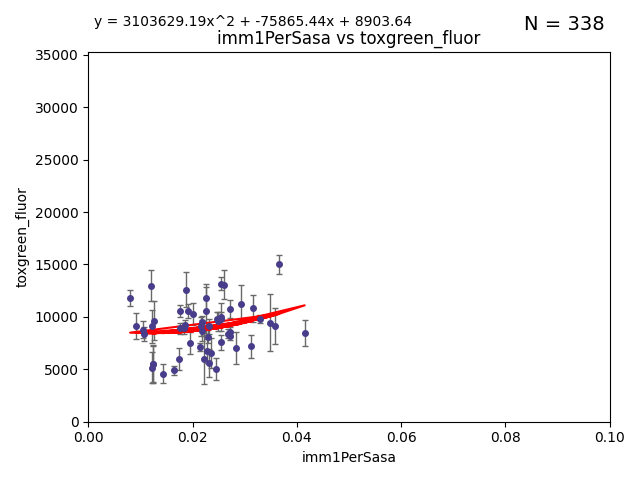 y = 3103629.19x^2 + -75865.44x + 8903.64
N = 338
imm1PerSasa vs toxgreen_fluor
35000
30000
25000
20000
15000
10000
5000
0
toxgreen_fluor
0.00 0.02 0.04 0.06 0.08 0.10
imm1PerSasa